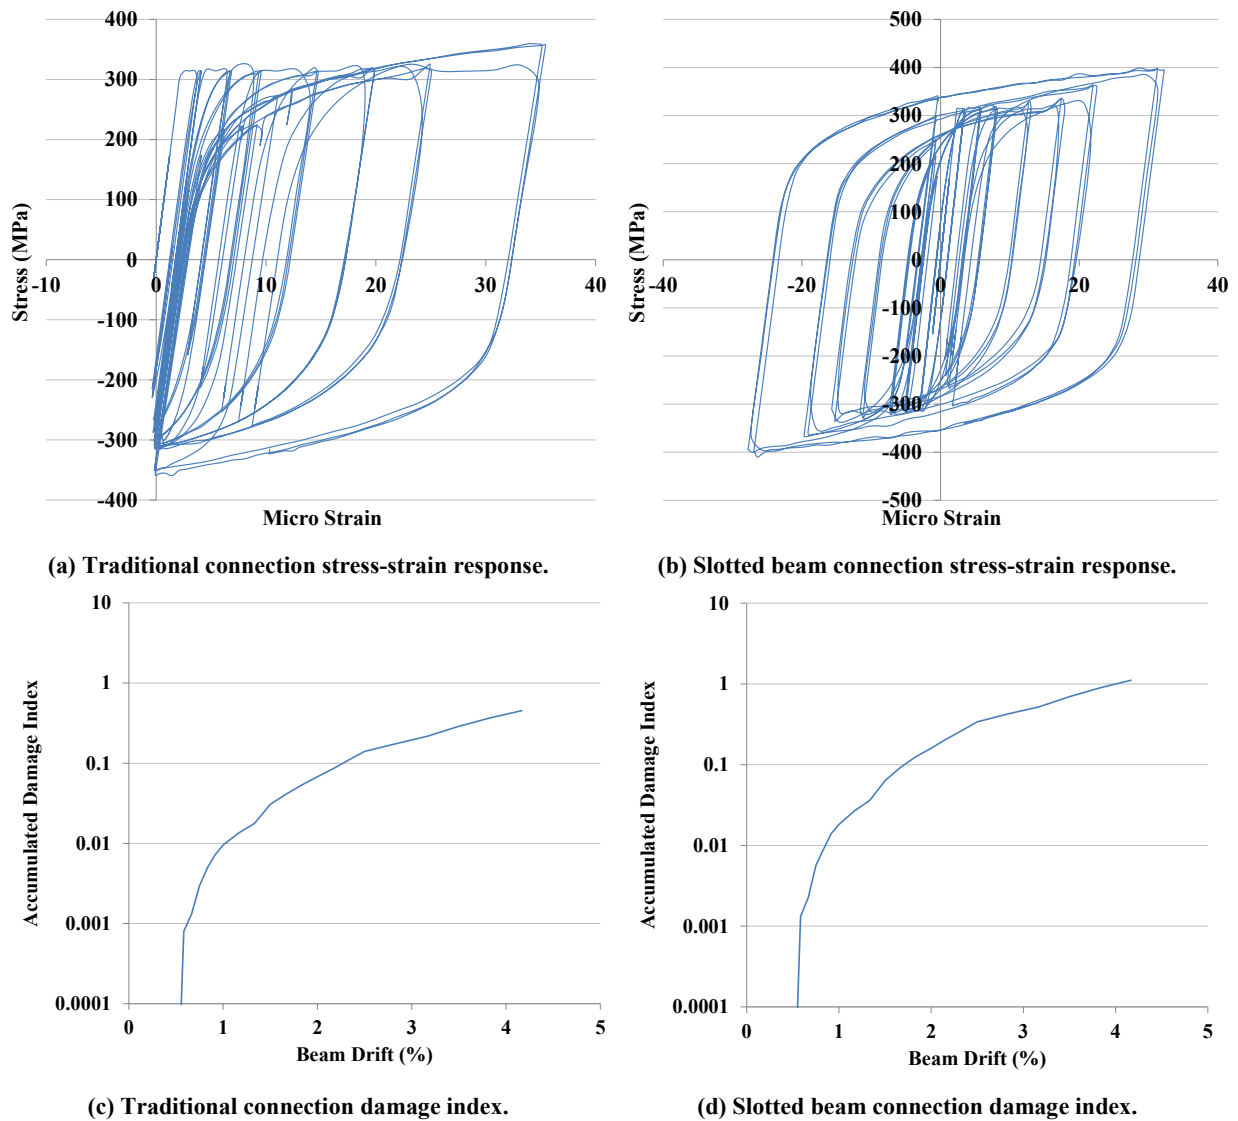 400
300
200
100
0
-100
-200
-300
-400
-10 0 10 20 30 40
Stress (MPa)
Micro Strain
500
400
300
200
100
0
-100
-200
-300
-400
-500
-40 -20 0 20 40
Stress (MPa)
Micro Strain
(a) Traditional connection stress-strain response.
(b) Slotted beam connection stress-strain response.
10
1
0.1
0.01
0.001
0.0001
0 1 2 3 4 5
Accumulated Damage Index
Beam Drift (%)
10
1
0.1
0.01
0.001
0.0001
0 1 2 3 4 5
Accumulated Damage Index
Beam Drift (%)
(c) Traditional connection damage index.
(d) Slotted beam connection damage index.